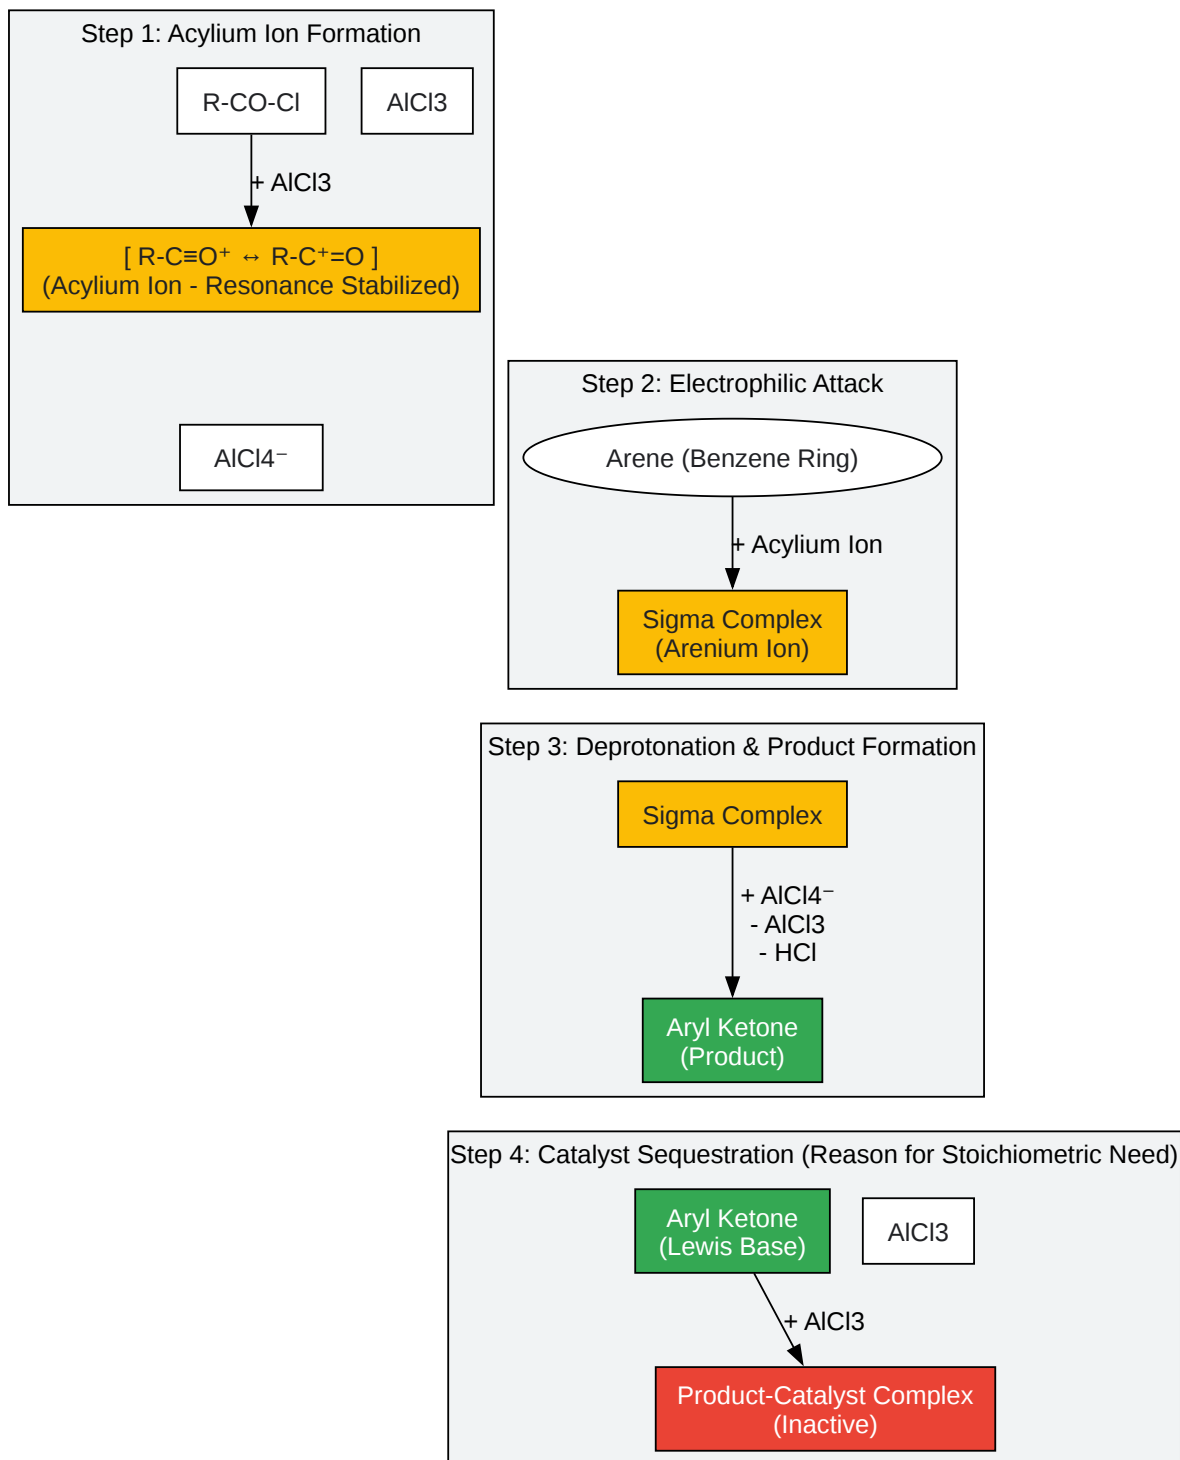 Step 1: Acylium Ion Formation
R-CO-Cl
AlCl3
+ AlCl3
[ R-C≡O⁺ ↔ R-C⁺=O ]
(Acylium Ion - Resonance Stabilized)
AlCl4⁻
Step 2: Electrophilic Attack
Arene (Benzene Ring)
+ Acylium Ion
Sigma Complex
(Arenium Ion)
Step 3: Deprotonation & Product Formation
Sigma Complex
+ AlCl4⁻
- AlCl3
- HCl
Aryl Ketone
(Product)
Step 4: Catalyst Sequestration (Reason for Stoichiometric Need)
Aryl Ketone
(Lewis Base)
AlCl3
+ AlCl3
Product-Catalyst Complex
(Inactive)